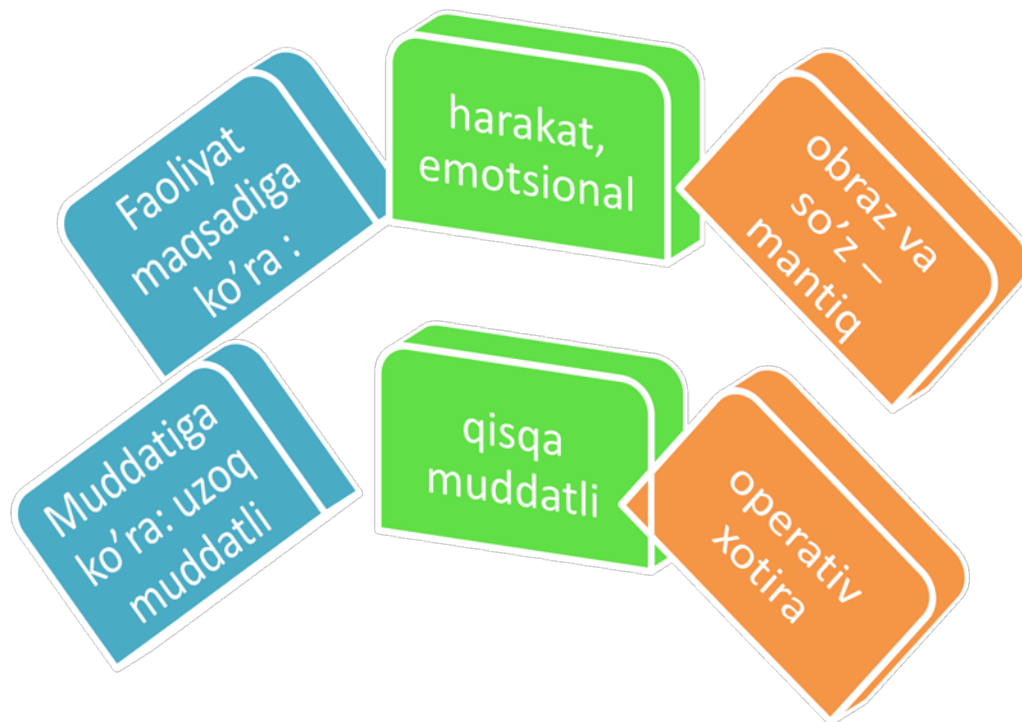 Faoliyat
maqsadiga
ko’ra :
harakat,
emotsional
obraz va
so’z –
mantiq
Muddatiga
ko’ra: uzoq
muddatli
qisqa
muddatli
operativ
xotira